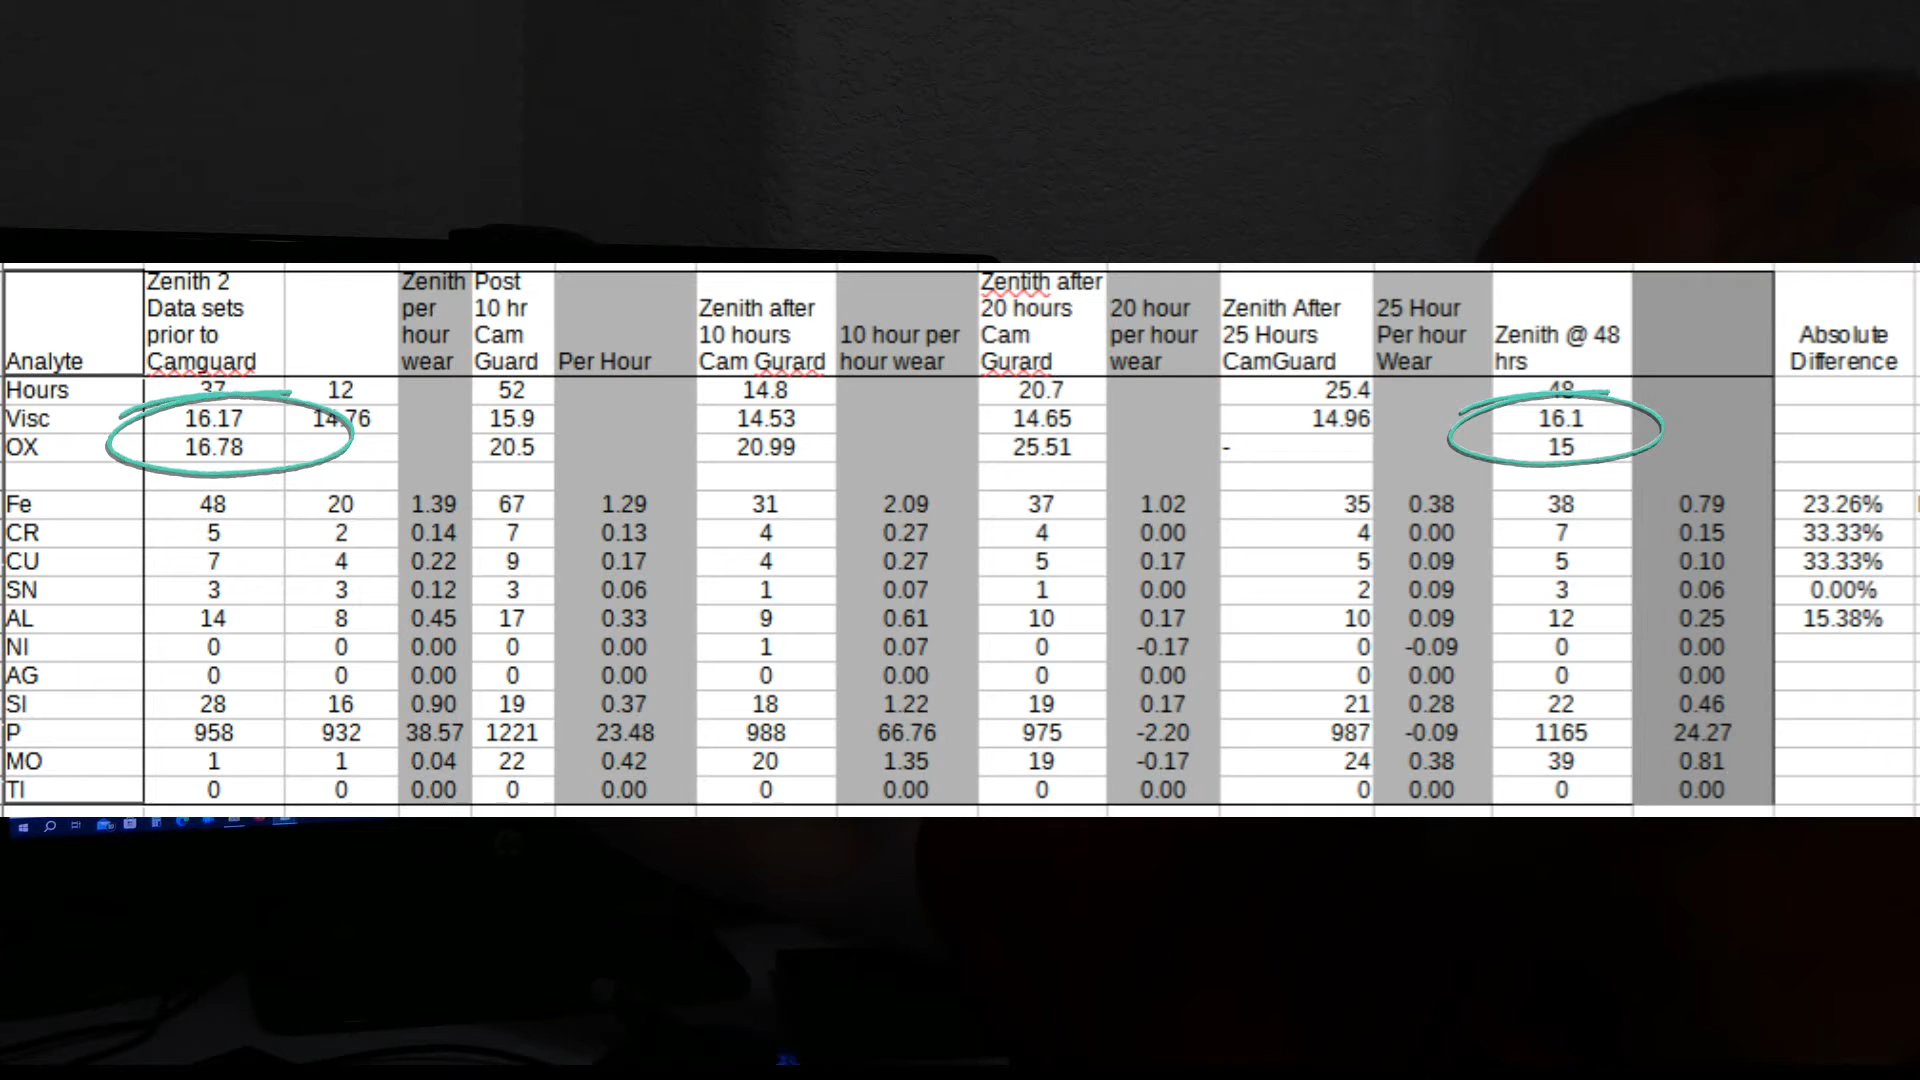 Analyte Zenith 2 Data sets prior to Camguard Zenith per hour wear Post 10 hr Cam Guard Per Hour Zenith after 10 hours Cam Gurard 10 hour per hour wear Zentith after 20 hours Cam Gurard 20 hour per hour wear Zenith After 25 Hours CamGuard 25 Hour Per hour Wear Zenith @ 48 hrs Absolute Difference
Hours 37 12 52 14.8 20.7 25.4 48
Visc 16.17 14.76 15.9 14.53 14.65 14.96 16.1
OX 16.78 20.5 20.99 25.51 - 15
Fe 48 20 1.39 67 1.29 31 2.09 37 1.02 35 0.38 38 0.79 23.26%
CR 5 2 0.14 7 0.13 4 0.27 4 0.00 4 0.00 7 0.15 33.33%
CU 7 4 0.22 9 0.17 4 0.27 5 0.17 5 0.09 5 0.10 33.33%
SN 3 3 0.12 3 0.06 1 0.07 1 0.00 2 0.09 3 0.06 0.00%
AL 14 8 0.45 17 0.33 9 0.61 10 0.17 10 0.09 12 0.25 15.38%
NI 0 0 0.00 0 0.00 1 0.07 0 -0.17 0 -0.09 0 0.00
AG 0 0 0.00 0 0.00 0 0.00 0 0.00 0 0.00 0 0.00
SI 28 16 0.90 19 0.37 18 1.22 19 0.17 21 0.28 22 0.46
P 958 932 38.57 1221 23.48 988 66.76 975 -2.20 987 -0.09 1165 24.27
MO 1 1 0.04 22 0.42 20 1.35 19 -0.17 24 0.38 39 0.81
TI 0 0 0.00 0 0.00 0 0.00 0 0.00 0 0.00 0 0.00